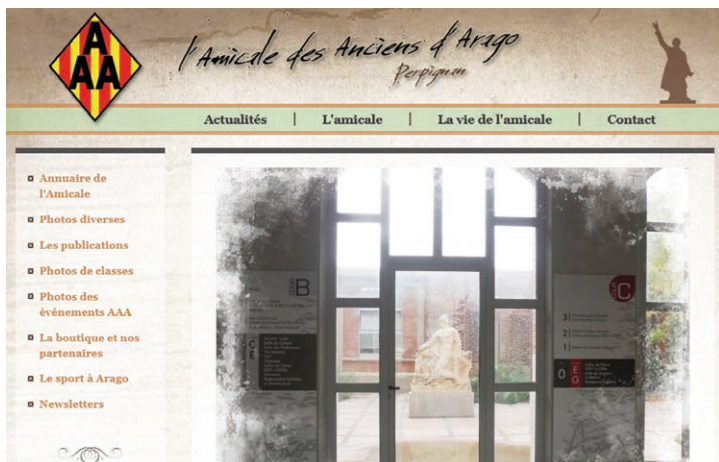 A
AAA
l'Amicale des Anciens d'Arago
Perpignan
Actualités | L'amicale | La vie de l'amicale | Contact
Annuaire de
l'Amicale
Photos diverses
Les publications
Photos de classes
Photos des
événements AAA
La boutique et nos
partenaires
Le sport à Arago
Newsletters
B
C
3
2
1
0 E
G